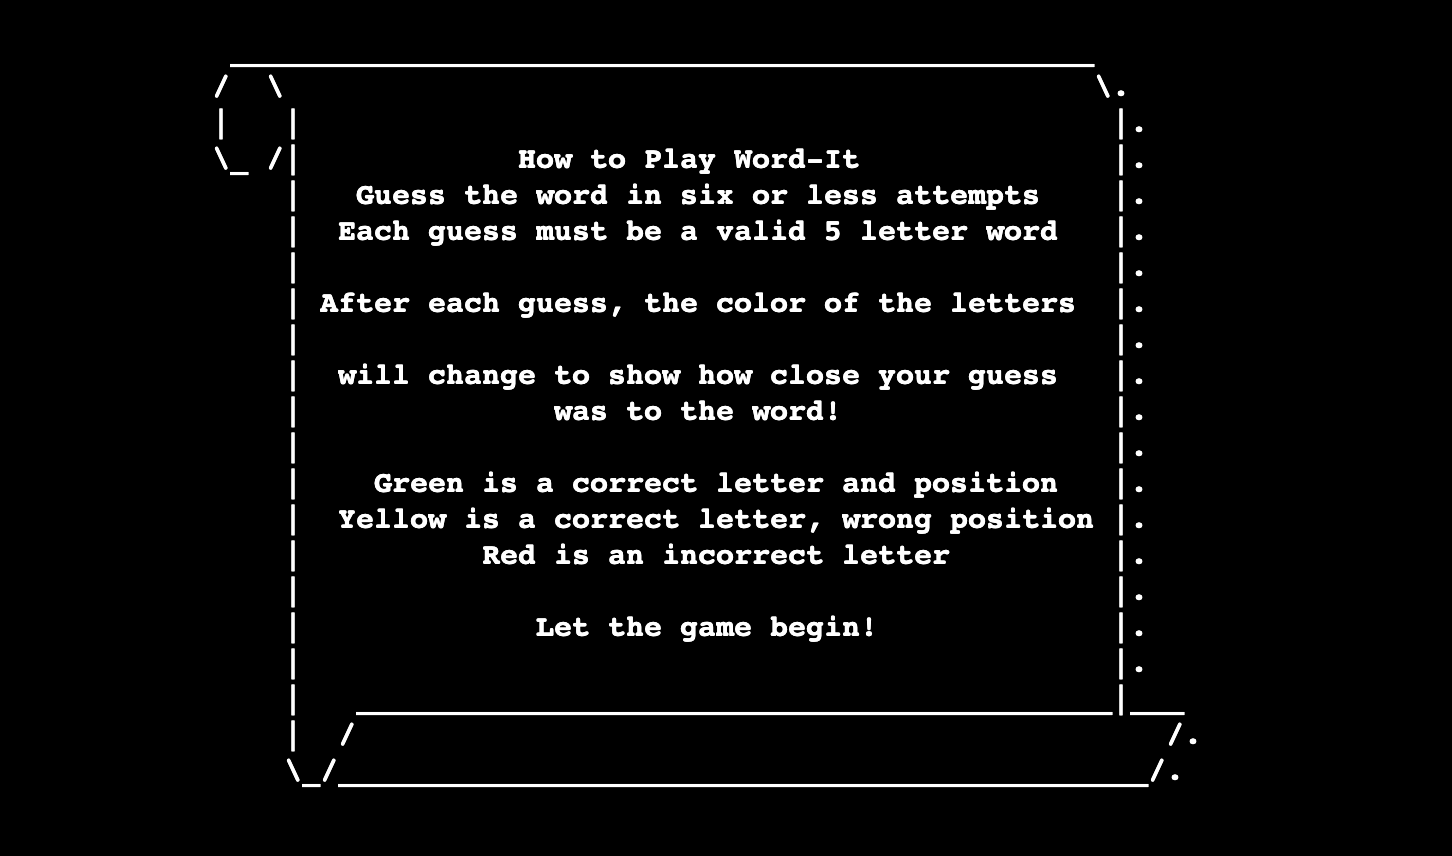 How to Play Word-It
Guess the word in six or less attempts
Each guess must be a valid 5 letter word
After each guess, the color of the letters
will change to show how close your guess
was to the word!
Green is a correct letter and position
Yellow is a correct letter, wrong position
Red is an incorrect letter
Let the game begin!